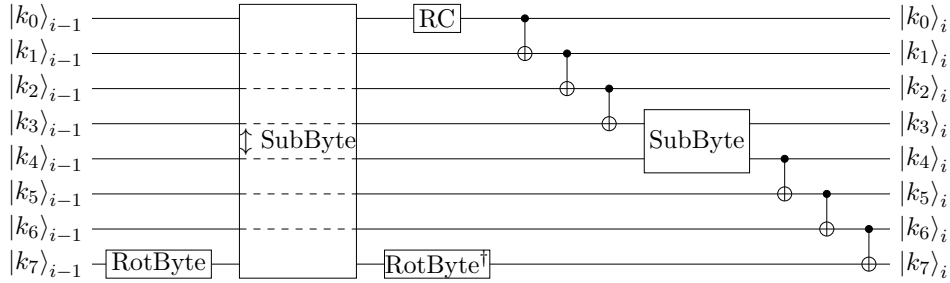 |k₀⟩ᵢ₋₁ RC |k₀⟩ᵢ
|k₁⟩ᵢ₋₁ |k₁⟩ᵢ
|k₂⟩ᵢ₋₁ |k₂⟩ᵢ
|k₃⟩ᵢ₋₁ |k₃⟩ᵢ
↕ SubByte SubByte
|k₄⟩ᵢ₋₁ |k₄⟩ᵢ
|k₅⟩ᵢ₋₁ |k₅⟩ᵢ
|k₆⟩ᵢ₋₁ |k₆⟩ᵢ
|k₇⟩ᵢ₋₁ RotByte RotByte† |k₇⟩ᵢ